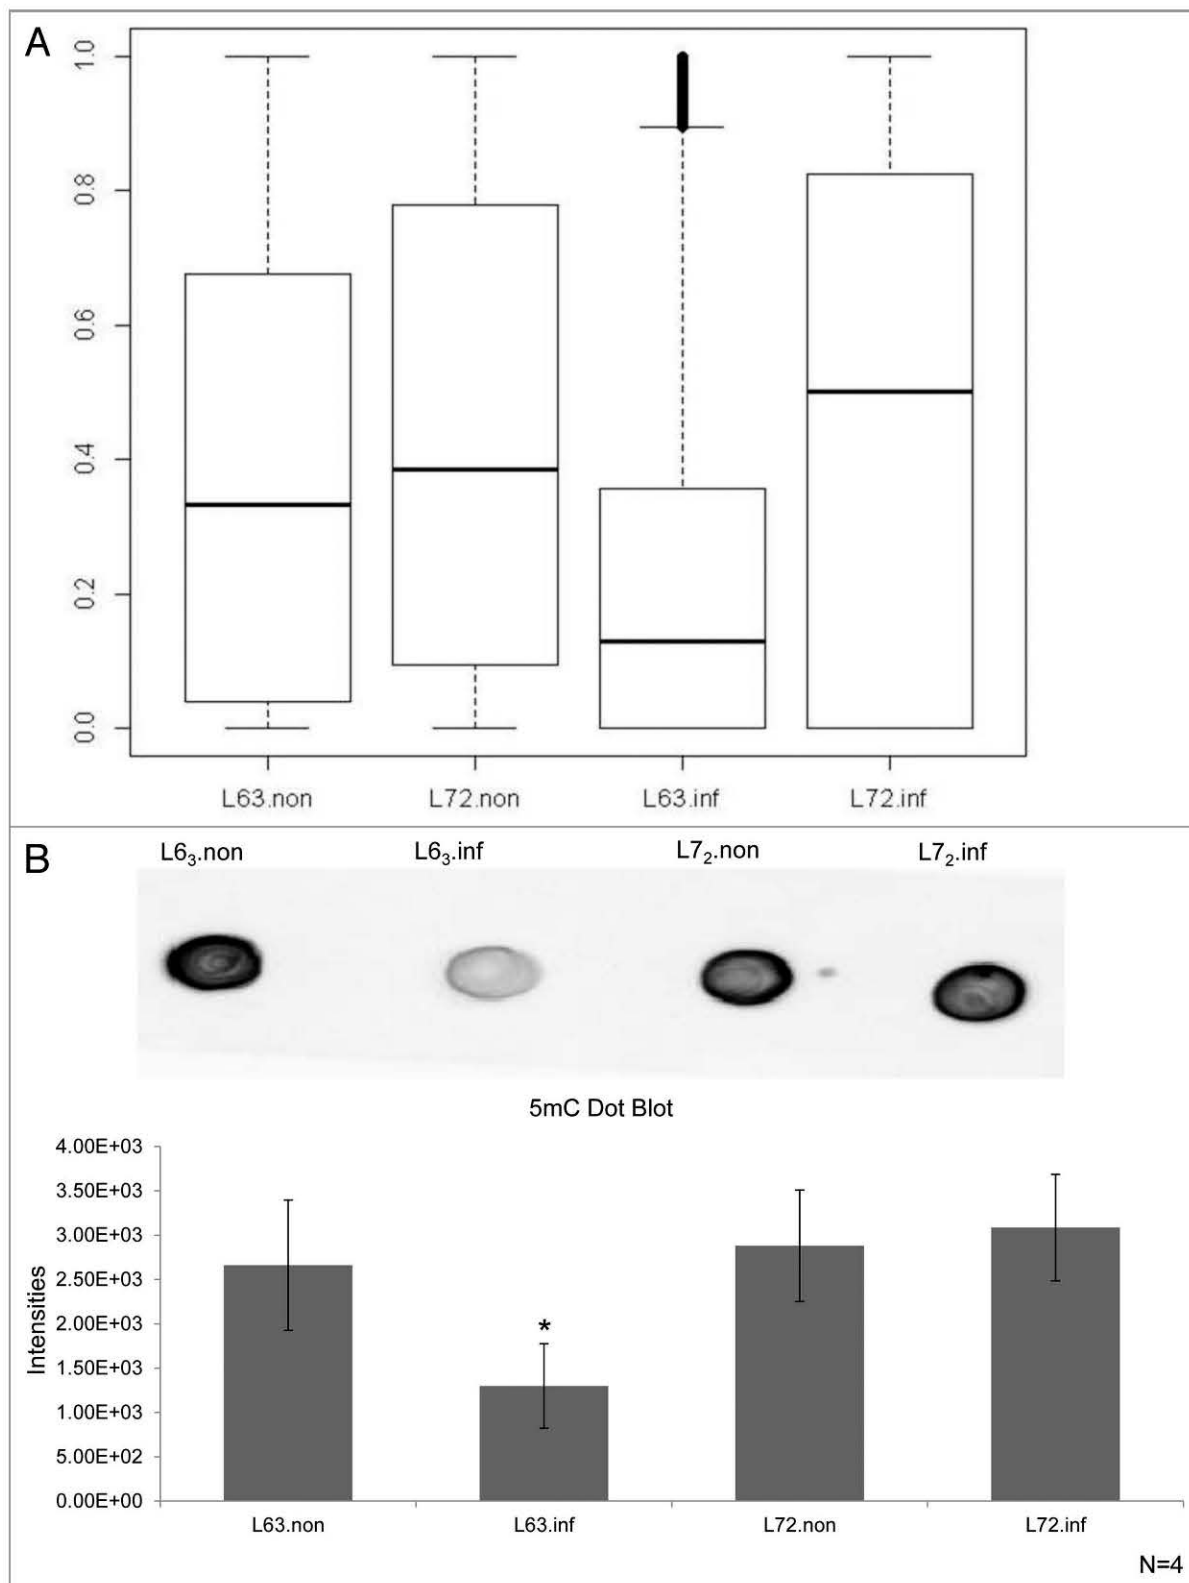 A
1.0
0.8
0.6
0.4
0.2
0.0
L63.non L72.non L63.inf L72.inf
B
L6₃.non L6₃.inf L7₂.non L7₂.inf
5mC Dot Blot
4.00E+03
3.50E+03
3.00E+03
2.50E+03
2.00E+03
1.50E+03
1.00E+03
5.00E+02
0.00E+00
Intensities
*
L63.non L63.inf L72.non L72.inf
N=4